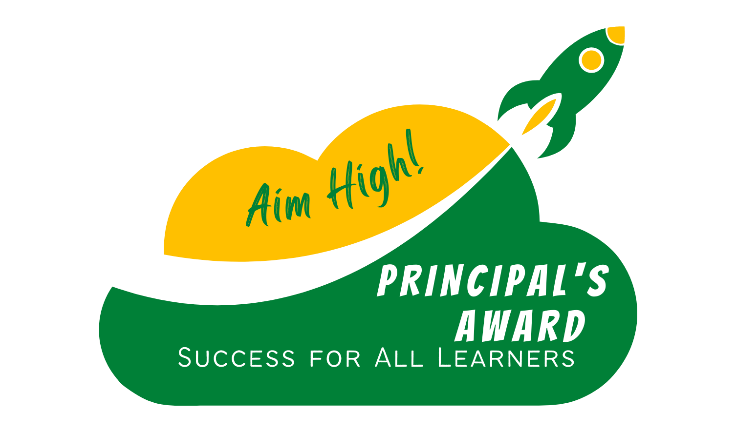 Aim High!
PRINCIPAL'S
AWARD
Success for All Learners